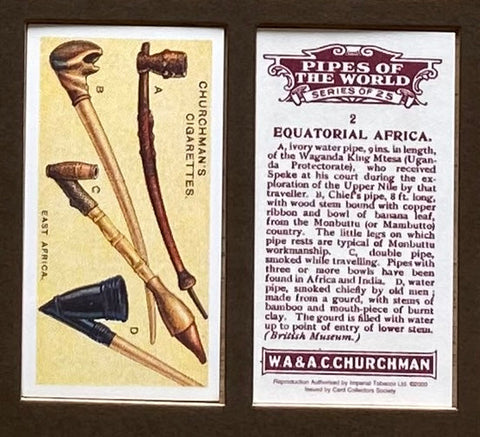 CHURCHMAN'S
CIGARETTES
A
B
C
D
EAST AFRICA.
PIPES OF
THE WORLD
SERIES OF 25
2
EQUATORIAL AFRICA.
A, ivory water pipe, 9 ins. in length,
of the Waganda King Mtesa (Ugan-
da Protectorate), who received
Speke at his court during the ex-
ploration of the Upper Nile by that
traveller. B, Chief's pipe, 8 ft. long,
with wood stem bound with copper
ribbon and bowl of banana leaf,
from the Monbuttu (or Mambutto)
country. The little legs on which
pipe rests are typical of Monbuttu
workmanship. C, double pipe,
smoked while travelling. Pipes with
three or more bowls have been
found in Africa and India. D, water
pipe, smoked chiefly by old men;
made from a gourd, with stems of
bamboo and mouth-piece of burnt
clay. The gourd is filled with water
up to point of entry of lower stem.
(British Museum.)
W.A & A.C. CHURCHMAN
Reproduction Authorised by Imperial Tobacco Ltd. ©2000
Issued by Card Collectors Society